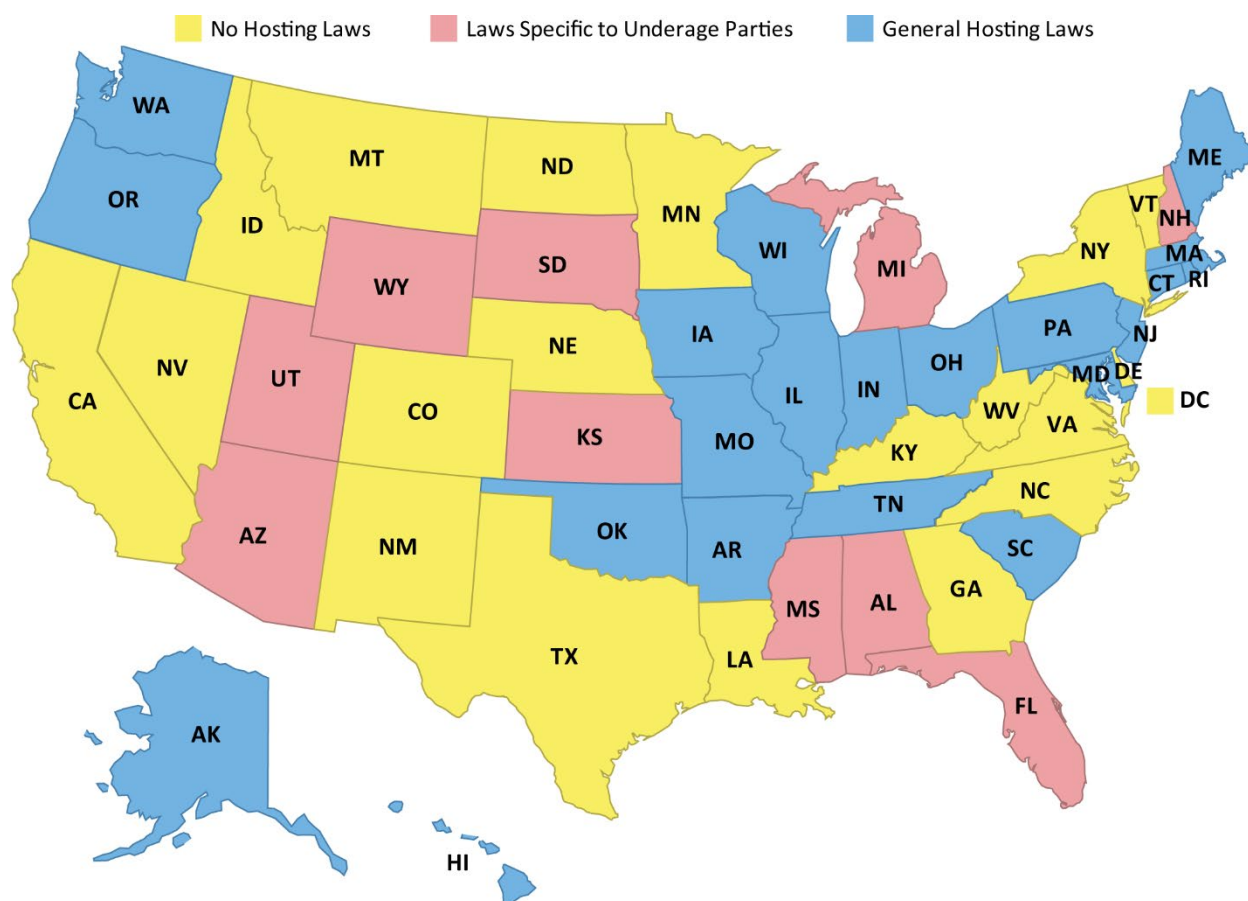 No Hosting Laws Laws Specific to Underage Parties General Hosting Laws
WA
ME
MT
ND
OR
VT
MN
NH
ID
NY
WI
MA
SD
MI
CT
RI
WY
PA
IA
NJ
NE
OH
NV
UT
IL
IN
MD
DE
CA
CO
DC
WV
VA
KS
MO
KY
NC
TN
AZ
NM
OK
AR
SC
MS
AL
GA
TX
LA
FL
AK
HI